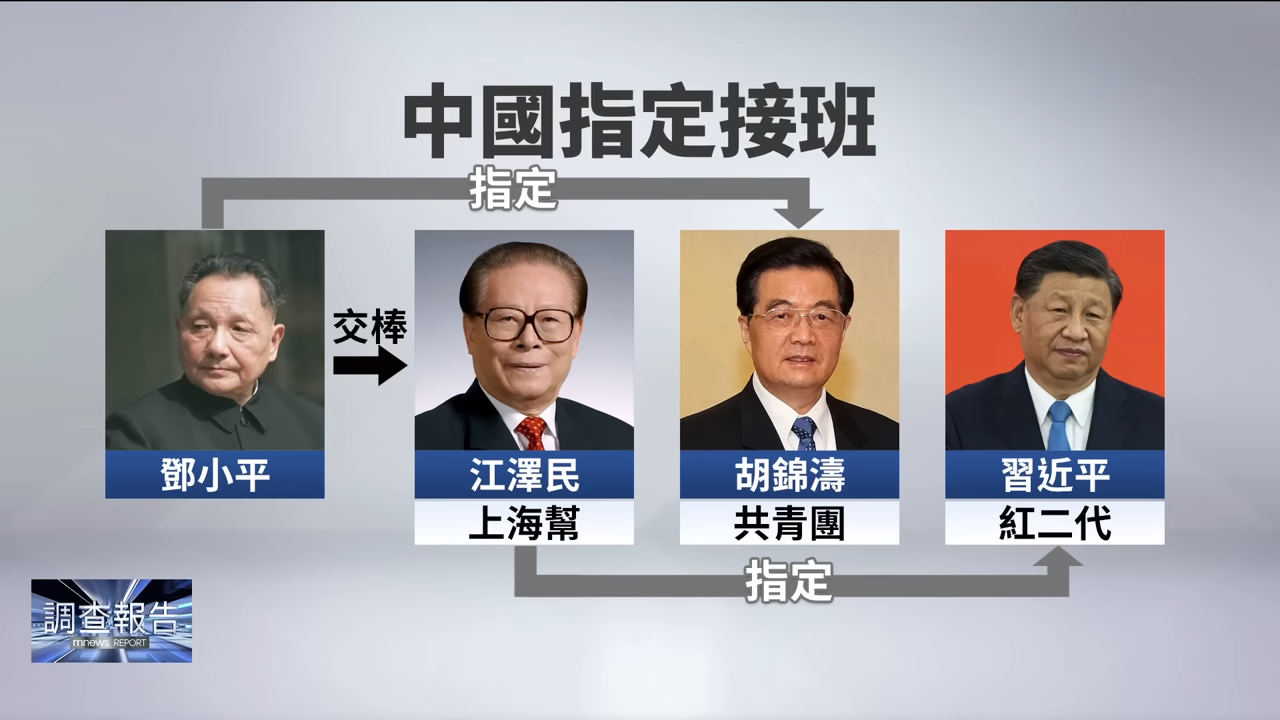 中國指定接班
指定
交棒
鄧小平
江澤民
胡錦濤
習近平
上海幫
共青團
紅二代
指定
調查報告
mnews REPORT